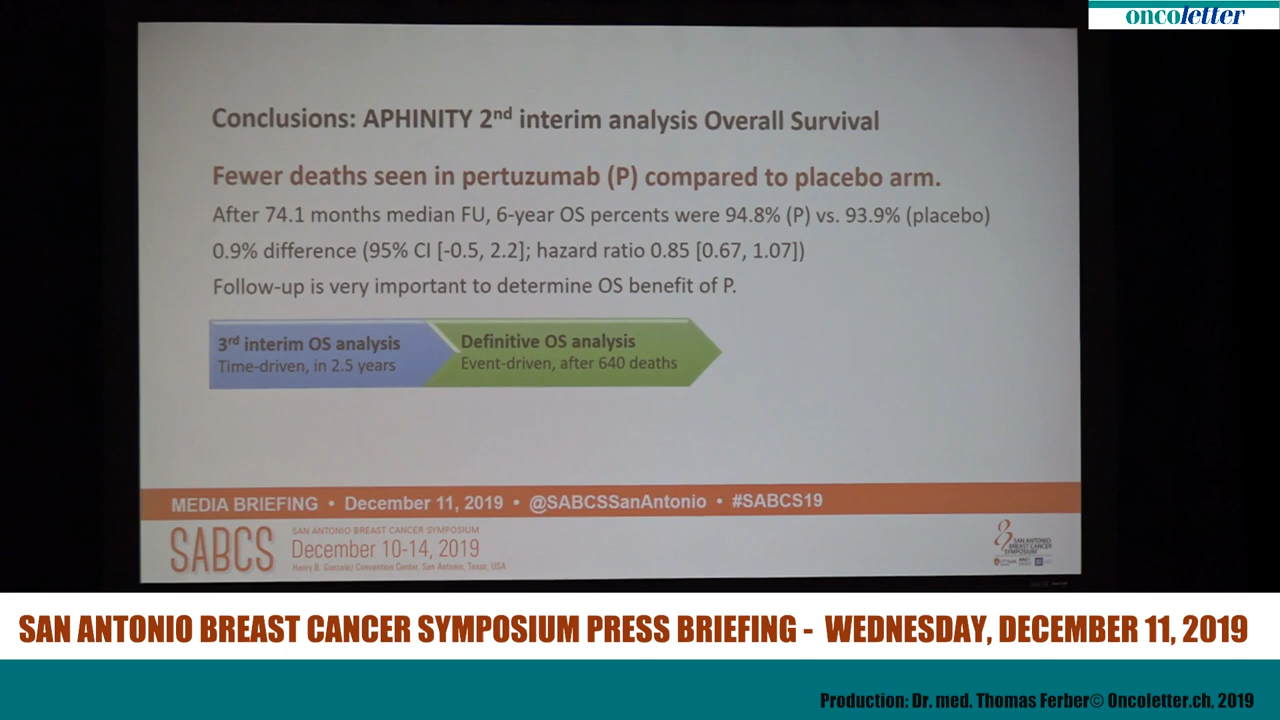 oncoletter
Conclusions: APHINITY 2nd interim analysis Overall Survival
Fewer deaths seen in pertuzumab (P) compared to placebo arm.
After 74.1 months median FU, 6-year OS percents were 94.8% (P) vs. 93.9% (placebo)
0.9% difference (95% CI [-0.5, 2.2]; hazard ratio 0.85 [0.67, 1.07])
Follow-up is very important to determine OS benefit of P.
3rd interim OS analysis
Time-driven, in 2.5 years
Definitive OS analysis
Event-driven, after 640 deaths
MEDIA BRIEFING • December 11, 2019 • @SABCSSanAntonio • #SABCS19
SABCS
SAN ANTONIO BREAST CANCER SYMPOSIUM
December 10-14, 2019
Henry B. Gonzalez Convention Center, San Antonio, Texas, USA
SAN ANTONIO
BREAST CANCER
SYMPOSIUM
SAN ANTONIO BREAST CANCER SYMPOSIUM PRESS BRIEFING - WEDNESDAY, DECEMBER 11, 2019
Production: Dr. med. Thomas Ferber© Oncoletter.ch, 2019